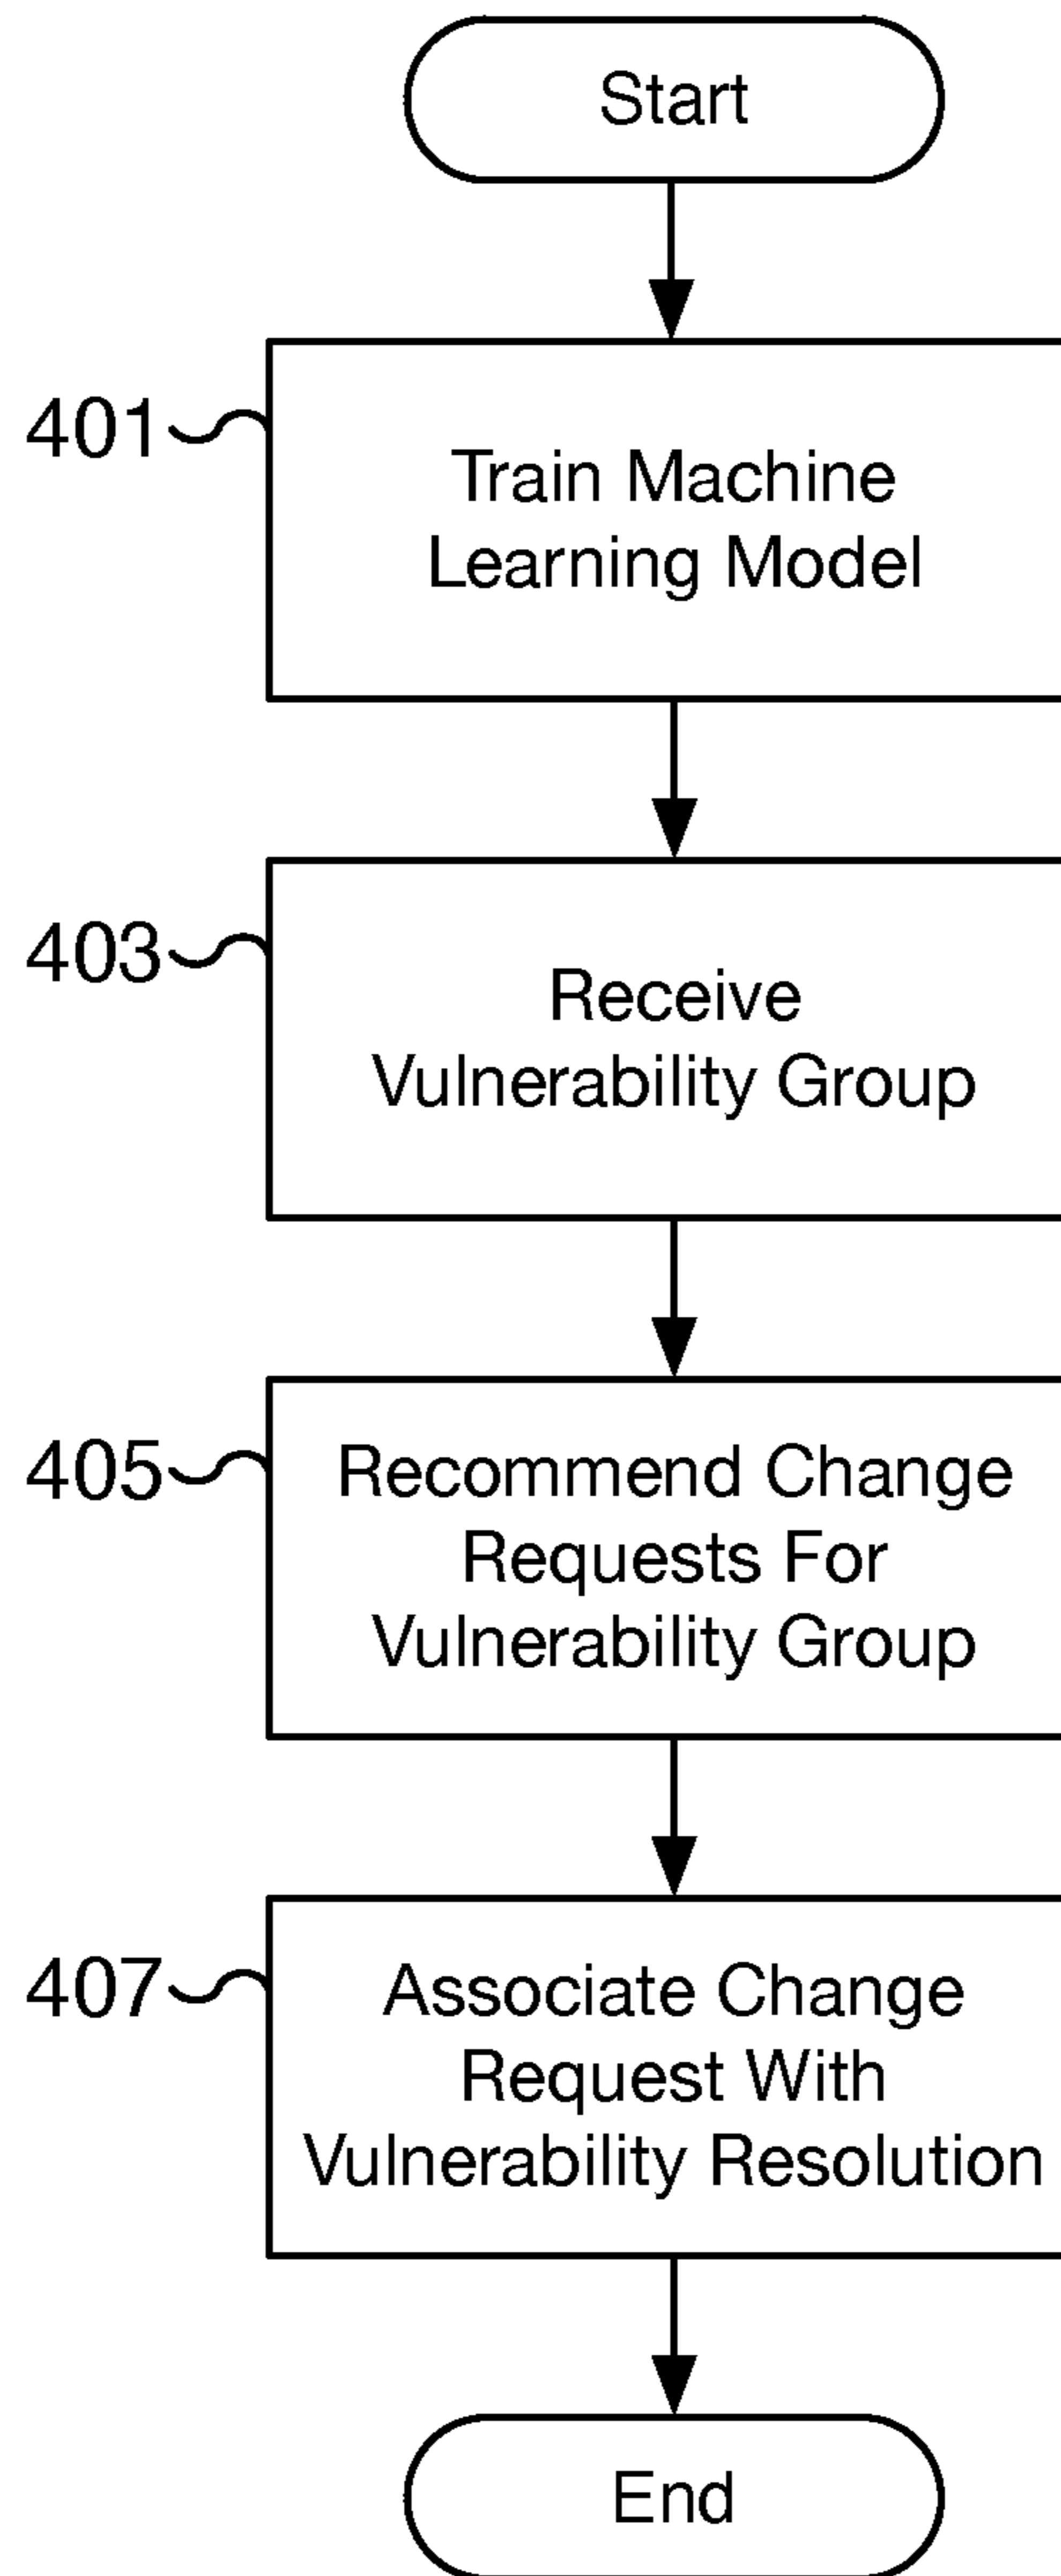 Start
401
Train Machine
Learning Model
403
Receive
Vulnerability Group
405
Recommend Change
Requests For
Vulnerability Group
407
Associate Change
Request With
Vulnerability Resolution
End